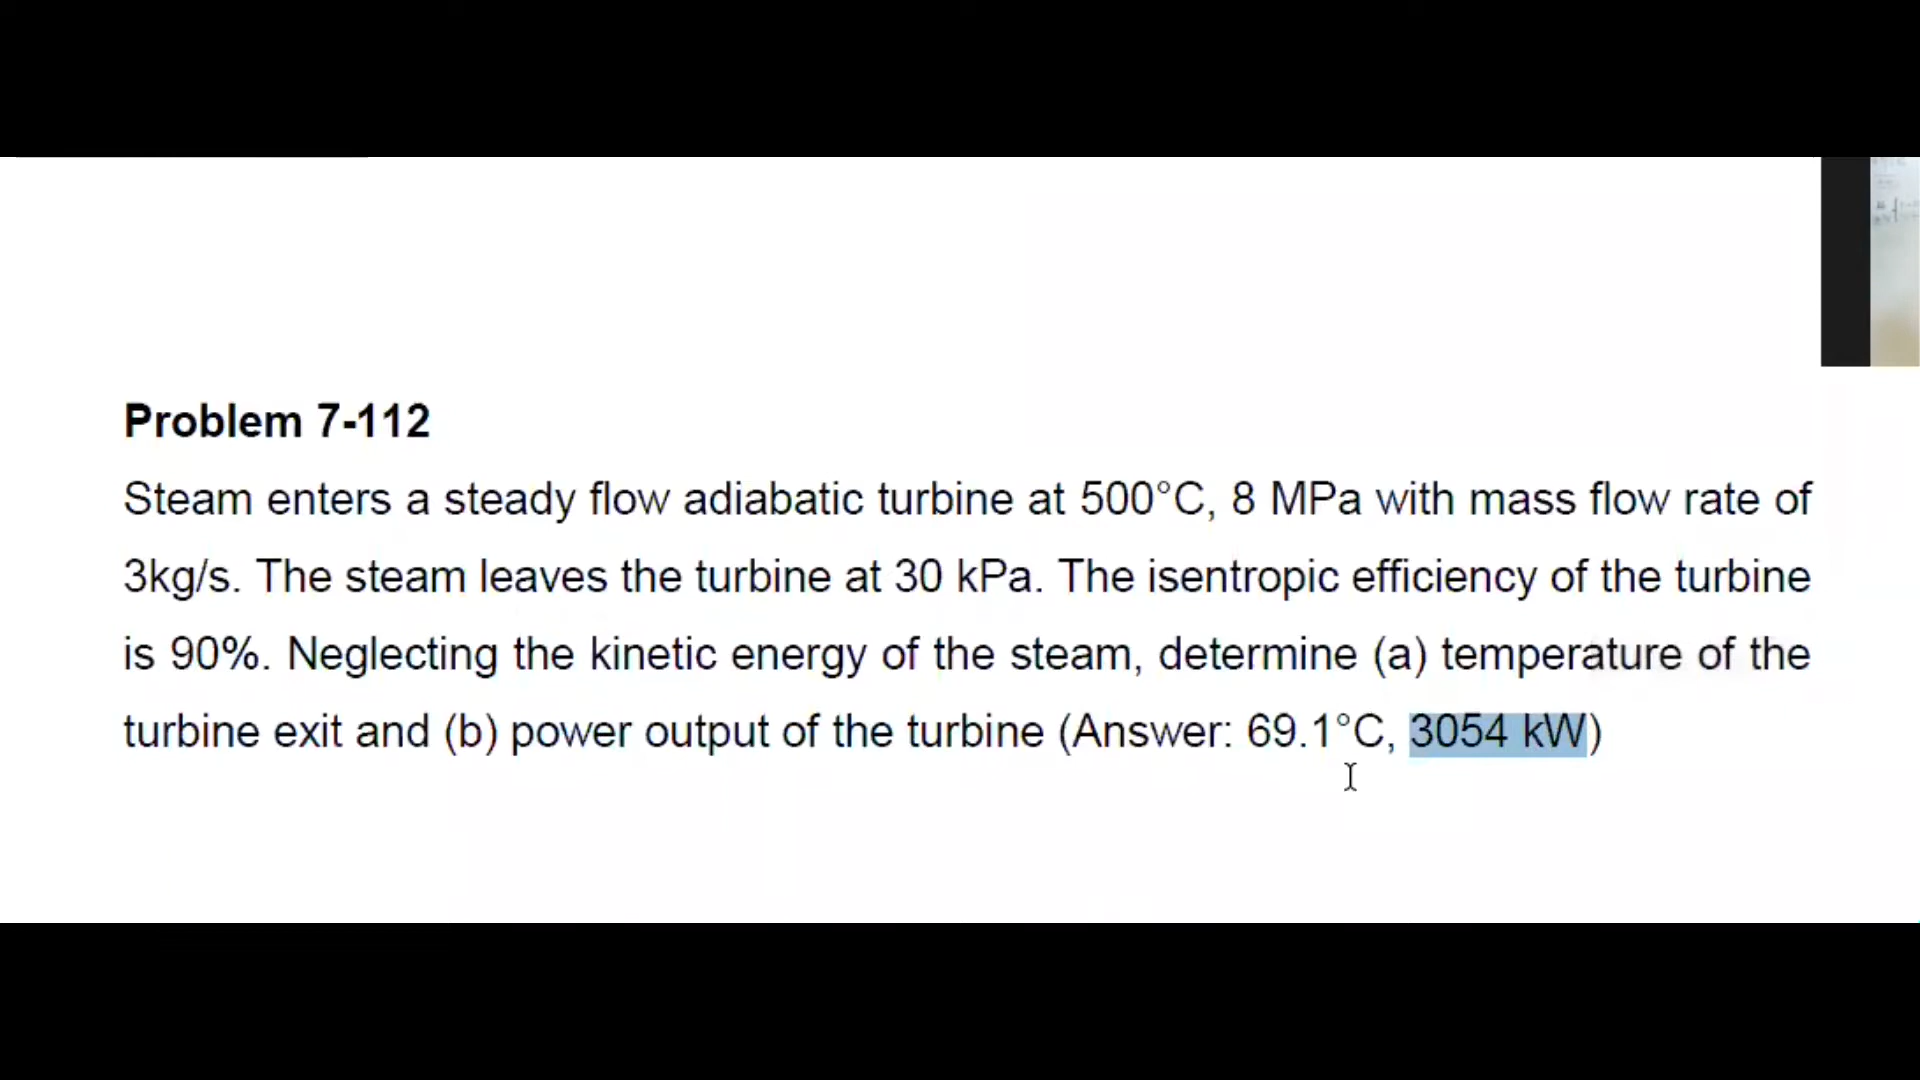 Problem 7-112
Steam enters a steady flow adiabatic turbine at 500°C, 8 MPa with mass flow rate of
3kg/s. The steam leaves the turbine at 30 kPa. The isentropic efficiency of the turbine
is 90%. Neglecting the kinetic energy of the steam, determine (a) temperature of the
turbine exit and (b) power output of the turbine (Answer: 69.1°C, 3054 kW)